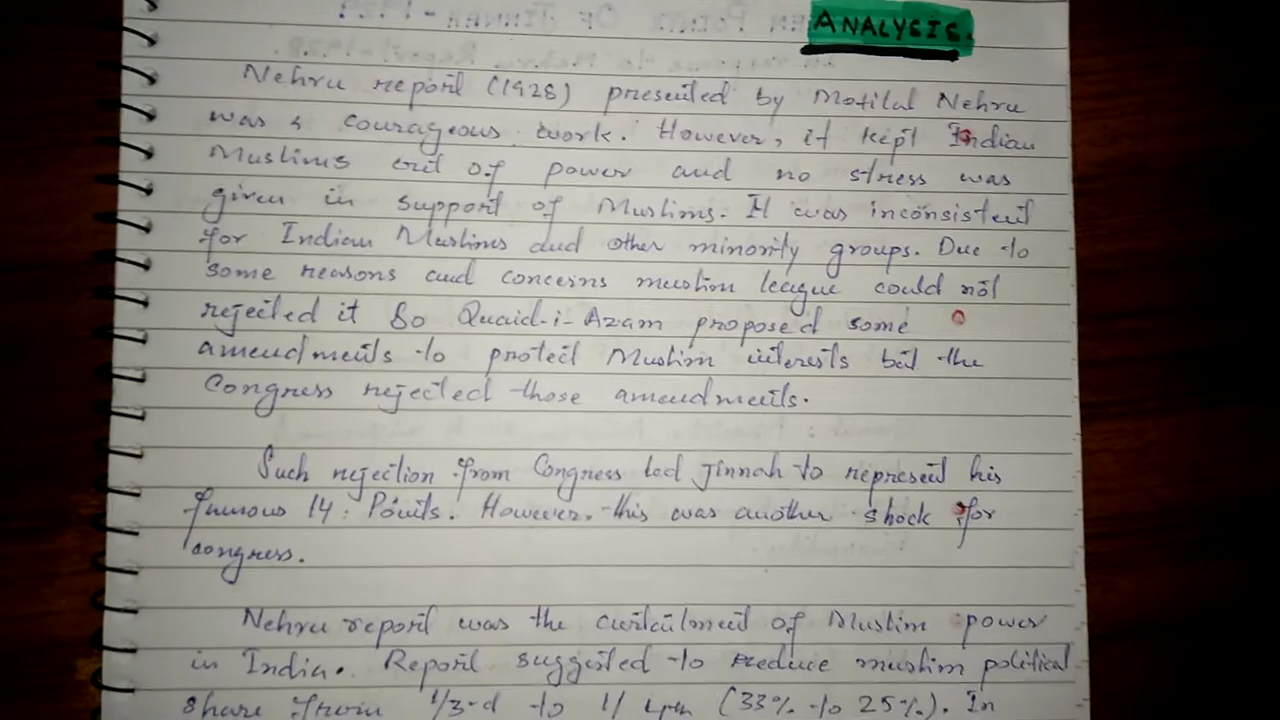 ANALYSIS.
Nehru report (1928) presented by Motilal Nehru
was a courageous work. However, it kept Indian
Muslims out of power and no stress was
given in support of Muslims. It was inconsistent
for Indian Muslims and other minority groups. Due to
some reasons and concerns muslim league could not
rejected it So Quaid-i-Azam proposed some
amendments to protect Muslim interests but the
Congress rejected those amendments.
Such rejection from Congress led Jinnah to represent his
famous 14 Points. However, this was another shock for
congress.
Nehru report was the curtailment of Muslim power
in India. Report suggested to reduce muslim political
share from 1/3-d to 1/4th (33% to 25%). In